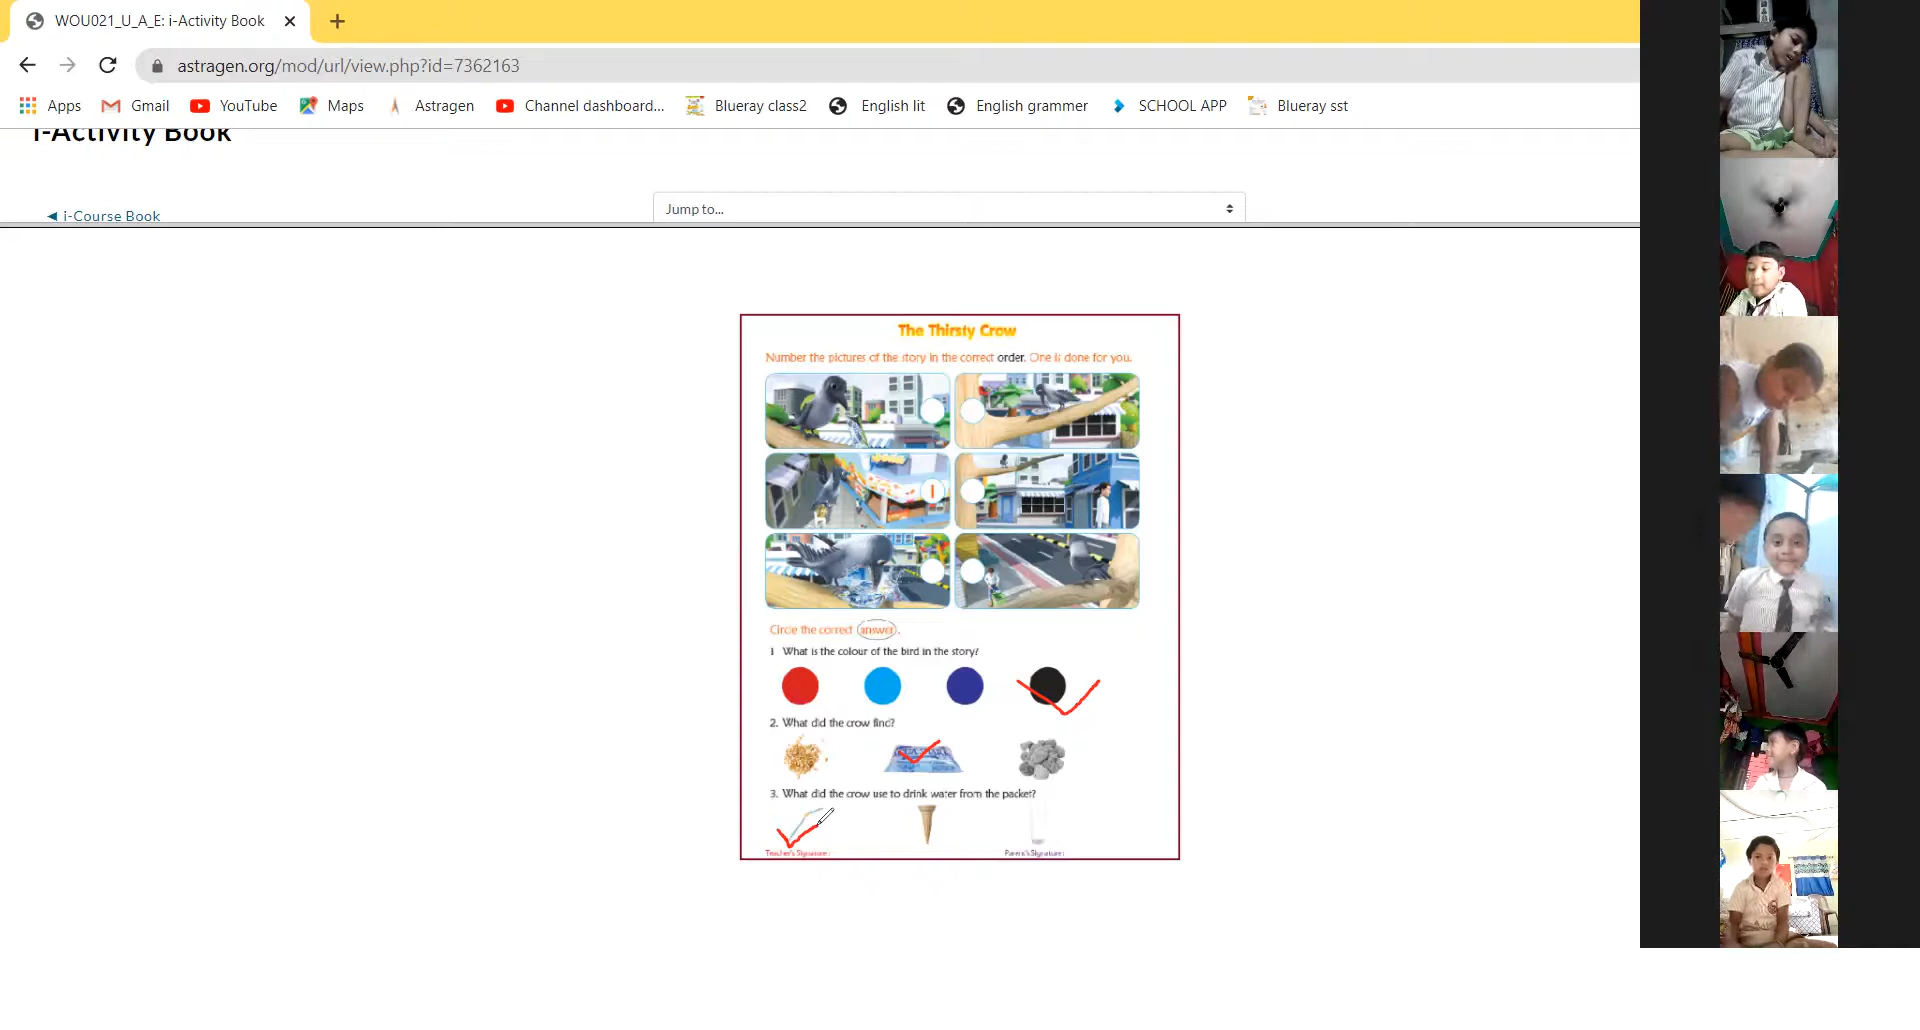 WOU021_U_A_E: i-Activity Book
astragen.org/mod/url/view.php?id=7362163
Apps Gmail YouTube Maps Astragen Channel dashboard... Blueray class2 English lit English grammer SCHOOL APP Blueray sst
i-Activity Book
◄ i-Course Book
Jump to...
The Thirsty Crow
Number the pictures of the story in the correct order. One is done for you.
1
Circle the correct answer.
1 What is the colour of the bird in the story?
2. What did the crow find?
3. What did the crow use to drink water from the packet?
Teacher's Signature: Parent's Signature: